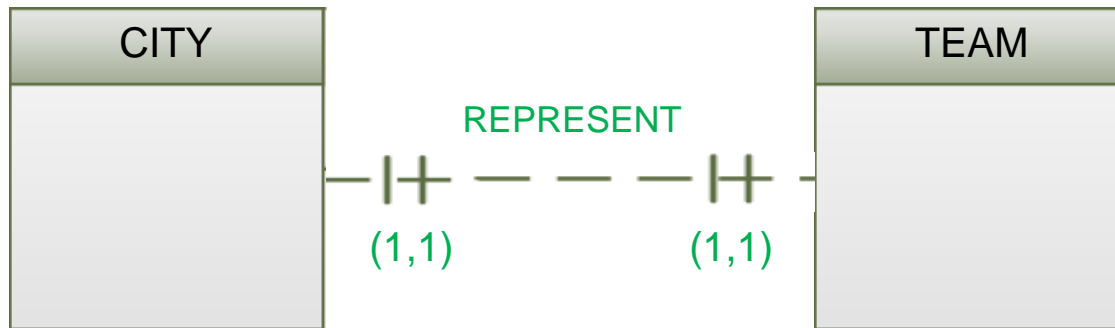 CITY
TEAM
REPRESENT
(1,1)
(1,1)